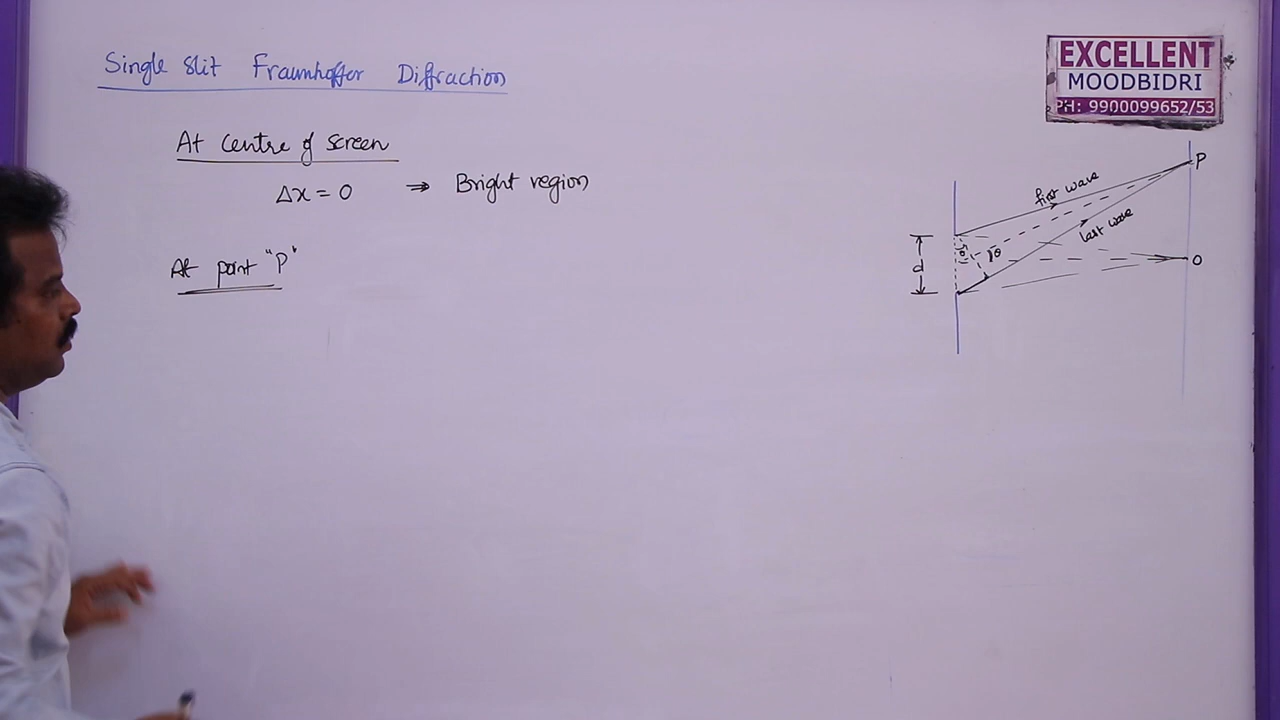 Single slit Fraunhoffer Diffraction
EXCELLENT
MOODBIDRI
PH: 9900099652/53
At centre of screen
Δx = 0 ⇒ Bright region
At point "P"
P
first wave
last wave
θ
θ
d
O